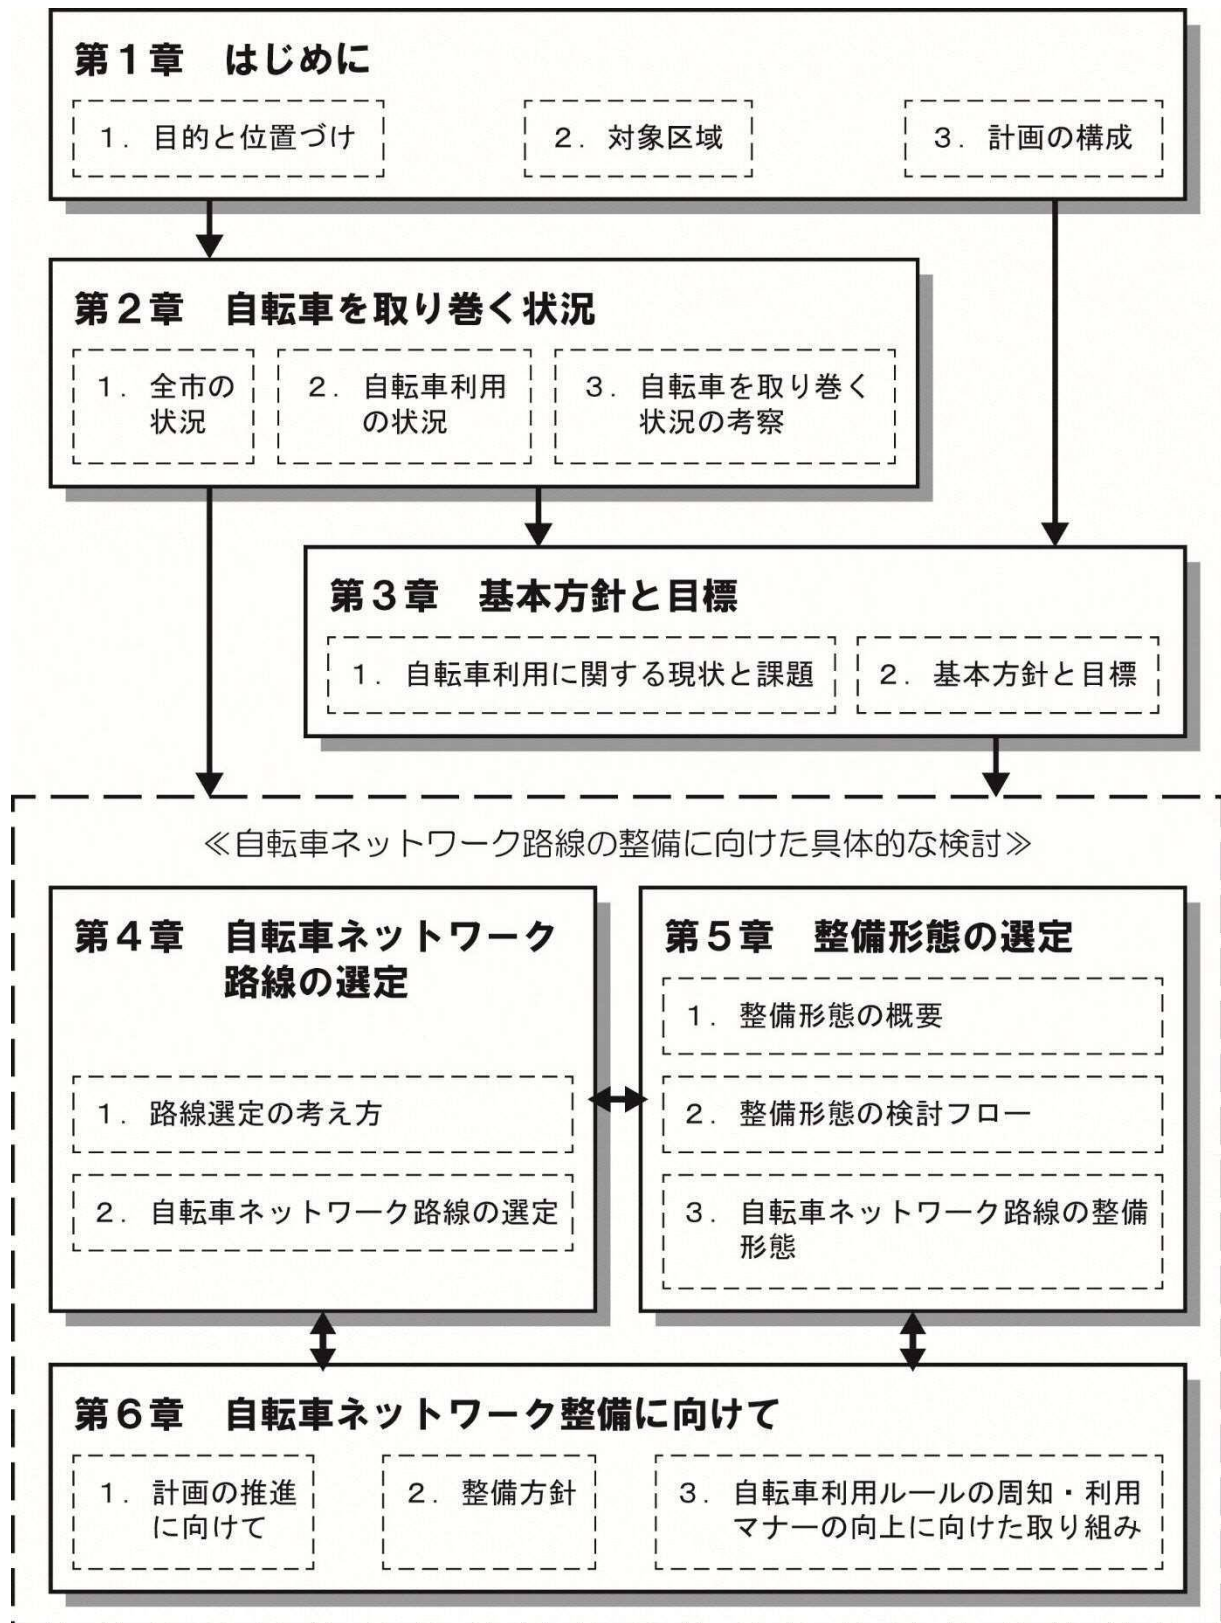 第1章　はじめに
1. 目的と位置づけ
2. 対象区域
3. 計画の構成
第2章　自転車を取り巻く状況
1. 全市の
状況
2. 自転車利用
の状況
3. 自転車を取り巻く
状況の考察
第3章　基本方針と目標
1. 自転車利用に関する現状と課題
2. 基本方針と目標
≪自転車ネットワーク路線の整備に向けた具体的な検討≫
第4章　自転車ネットワーク
路線の選定
1. 路線選定の考え方
2. 自転車ネットワーク路線の選定
第5章　整備形態の選定
1. 整備形態の概要
2. 整備形態の検討フロー
3. 自転車ネットワーク路線の整備
形態
第6章　自転車ネットワーク整備に向けて
1. 計画の推進
に向けて
2. 整備方針
3. 自転車利用ルールの周知・利用
マナーの向上に向けた取り組み